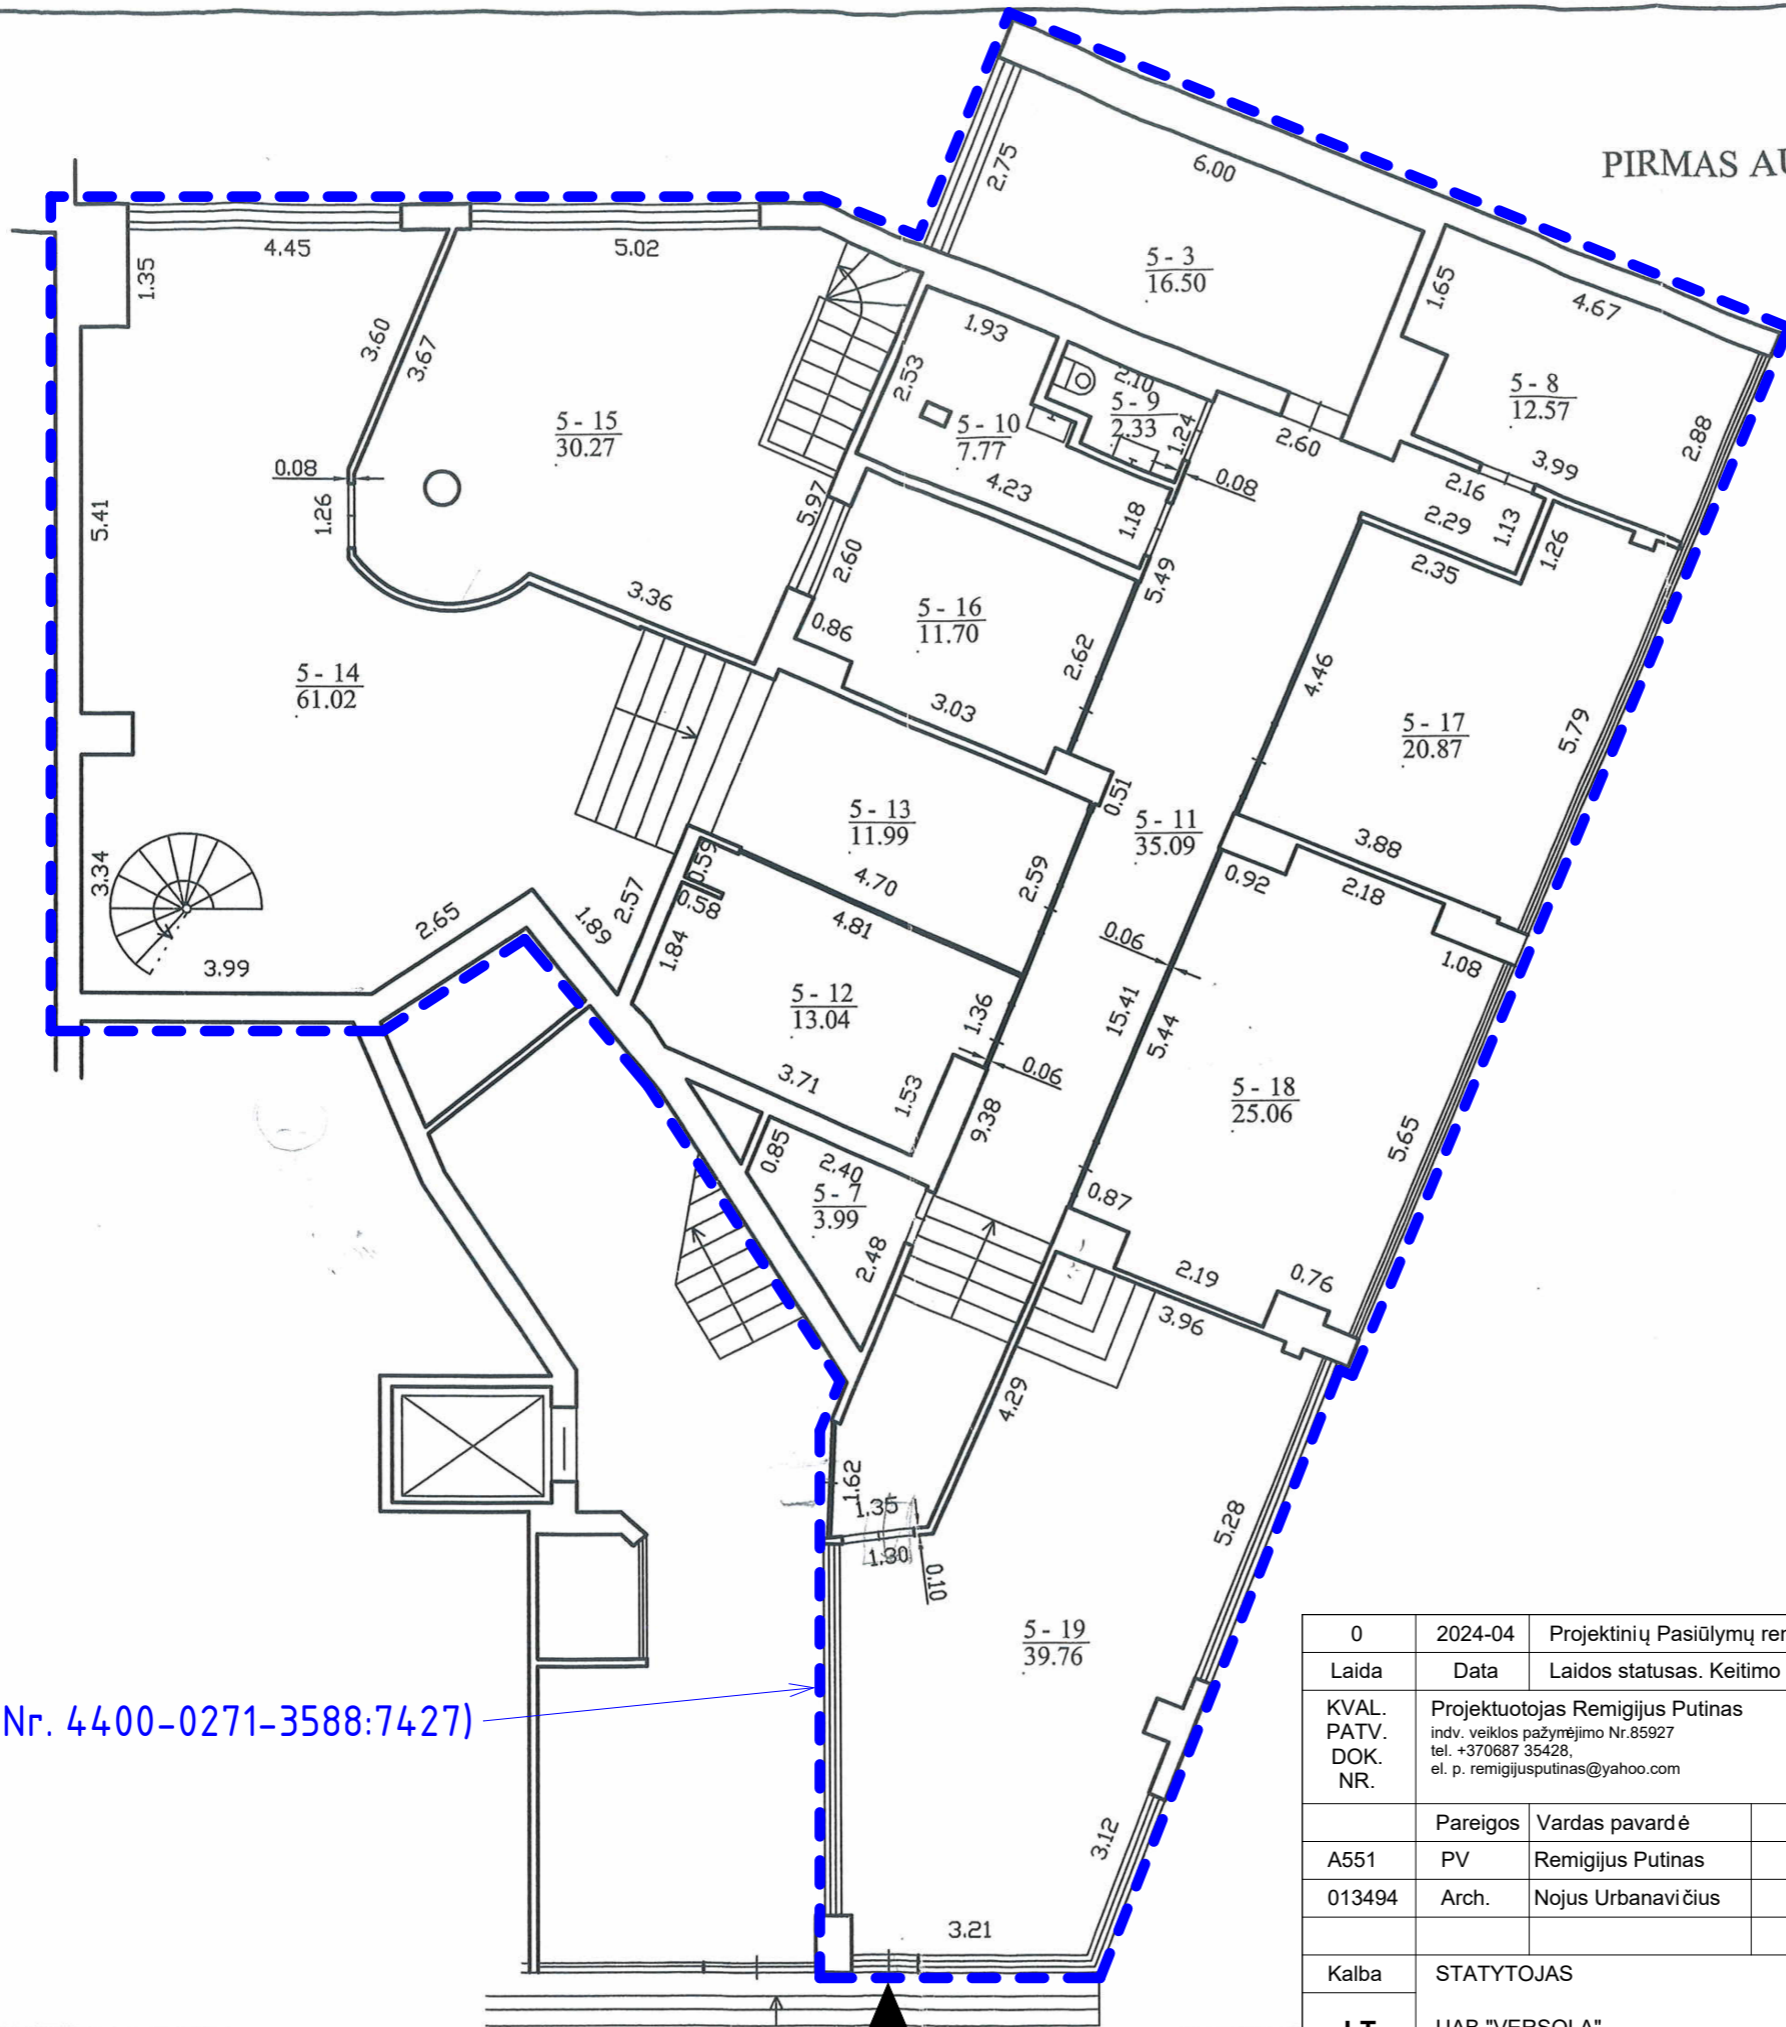 PIRMAS AU
6.00
2.75
4.45
5.02
1.35
5 - 3
16.50
1.65
4.67
3.60
3.67
1.93
2.53
2.10
5 - 9
2.33
1.24
2.60
5 - 8
12.57
2.88
5 - 15
30.27
5 - 10
7.77
3.99
0.08
0.08
2.16
4.23
2.29
1.13
1.26
5.41
1.26
5.97
1.18
2.60
5.49
2.35
3.36
5 - 16
11.70
0.86
2.62
4.46
5 - 14
61.02
3.03
5 - 17
20.87
5.79
5 - 13
11.99
0.51
5 - 11
35.09
3.88
3.34
0.59
4.70
2.59
0.92
2.18
2.57
0.58
2.65
1.89
4.81
0.06
1.84
1.08
3.99
5 - 12
13.04
1.36
15.41
5.44
3.71
0.06
1.53
9.38
5 - 18
25.06
5.65
0.85
2.40
5 - 7
3.99
0.87
2.48
2.19
0.76
3.96
4.29
1.62
1.35
1.30
0.10
5.28
5 - 19
39.76
Nr. 4400-0271-3588:7427)
3.12
3.21
0 2024-04 Projektinių Pasiūlymų ren
Laida Data Laidos statusas. Keitimo
KVAL.
PATV.
DOK.
NR.
Projektuotojas Remigijus Putinas
indv. veiklos pažymėjimo Nr.85927
tel. +370687 35428,
el. p. remigijusputinas@yahoo.com
Pareigos Vardas pavardė
A551 PV Remigijus Putinas
013494 Arch. Nojus Urbanavičius
Kalba STATYTOJAS
LT UAB "VERSOLA"